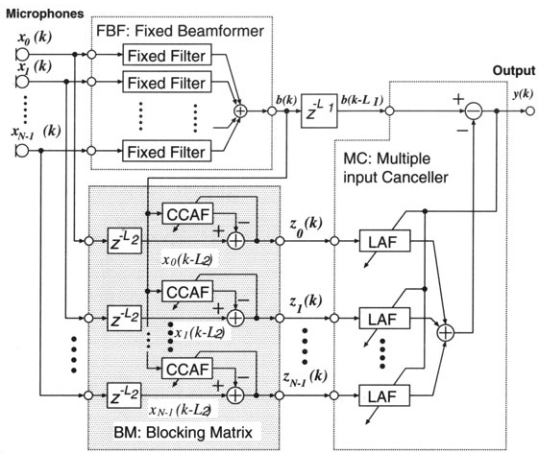 Microphones
FBF: Fixed Beamformer
x0(k)
Fixed Filter
x1(k)
Fixed Filter
Output
b(k)
z-L1
b(k-L1)
+
y(k)
−
xN-1 (k)
Fixed Filter
MC: Multiple
input Canceller
CCAF
−
z-L2
+
z0(k)
LAF
x0(k-L2)
CCAF
−
z-L2
+
z1(k)
LAF
x1(k-L2)
CCAF
−
z-L2
+
zN-1(k)
LAF
xN-1(k-L2)
BM: Blocking Matrix